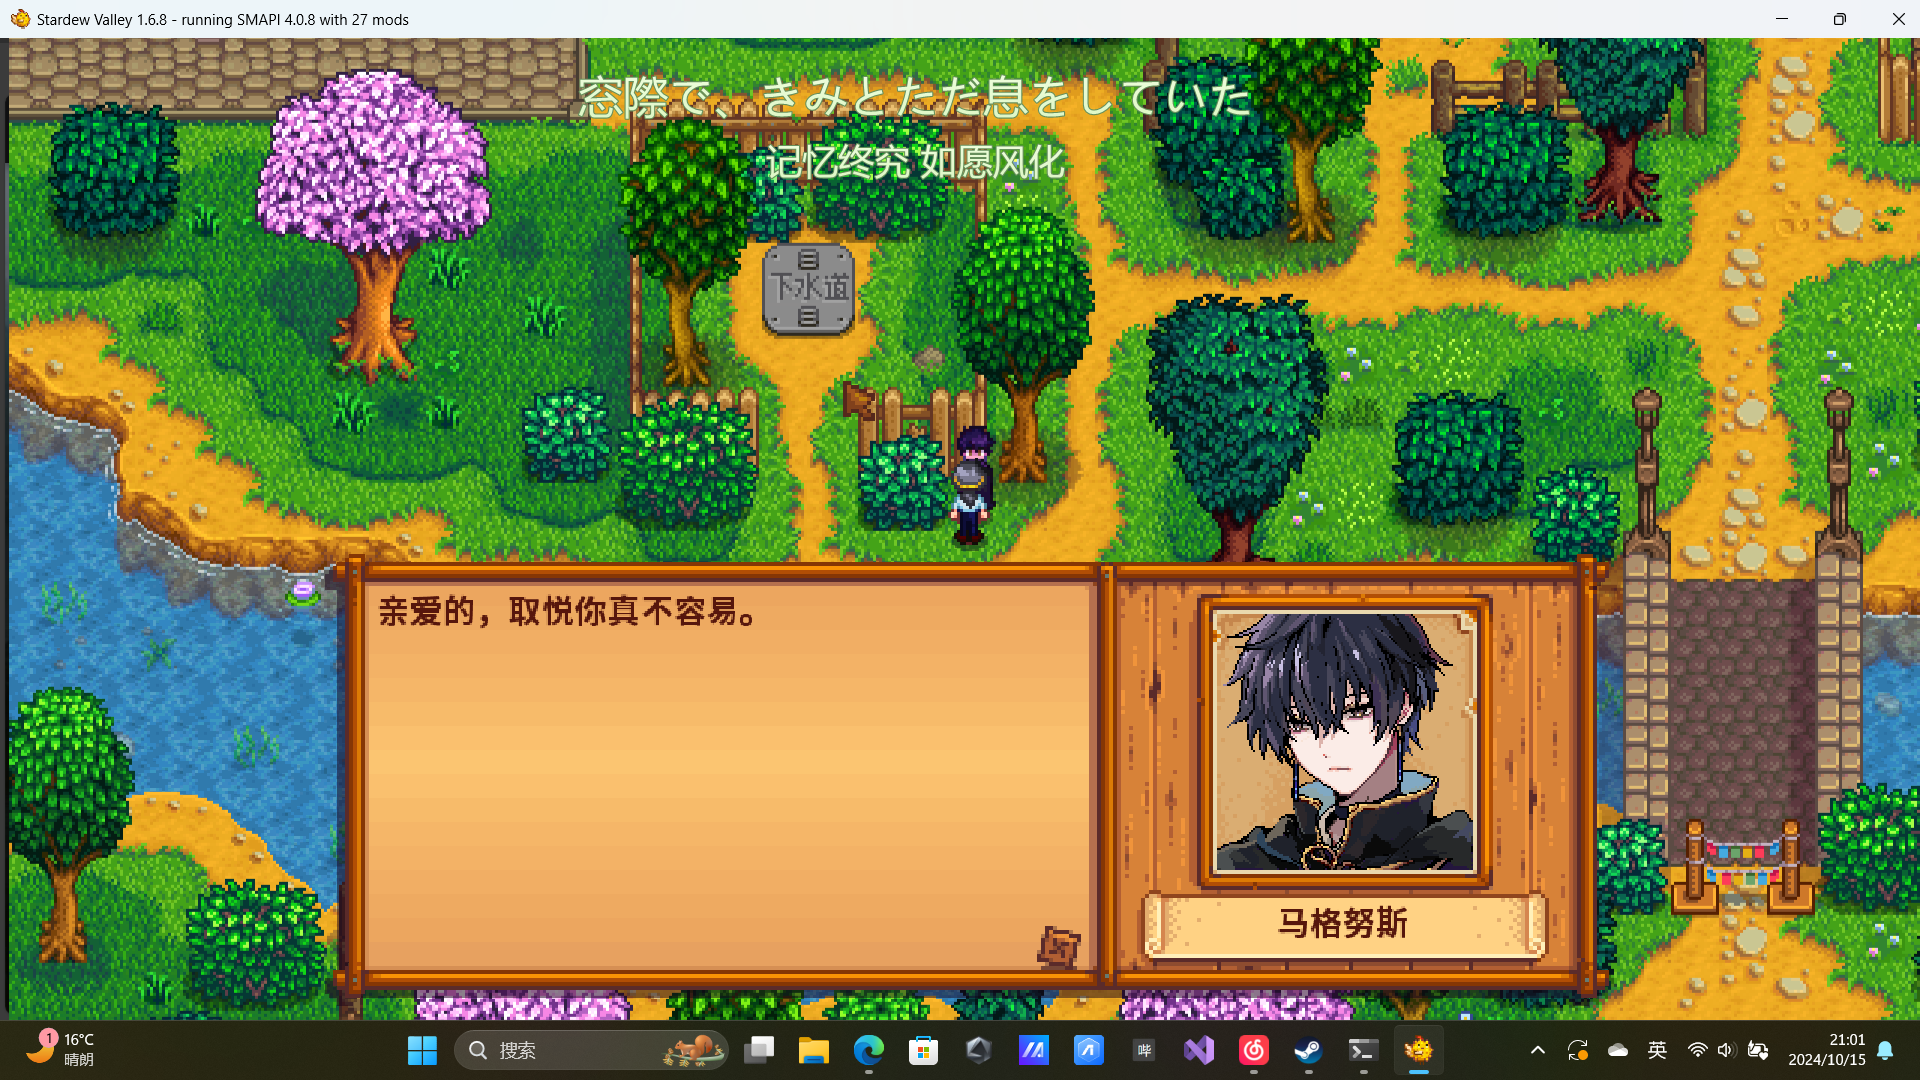 Stardew Valley 1.6.8 - running SMAPI 4.0.8 with 27 mods
窓際で、きみとただ息をしていた
记忆终究 如愿风化
下水道
亲爱的，取悦你真不容易。
马格努斯
1
16°C
晴朗
搜索
哔
英
21:01
2024/10/15